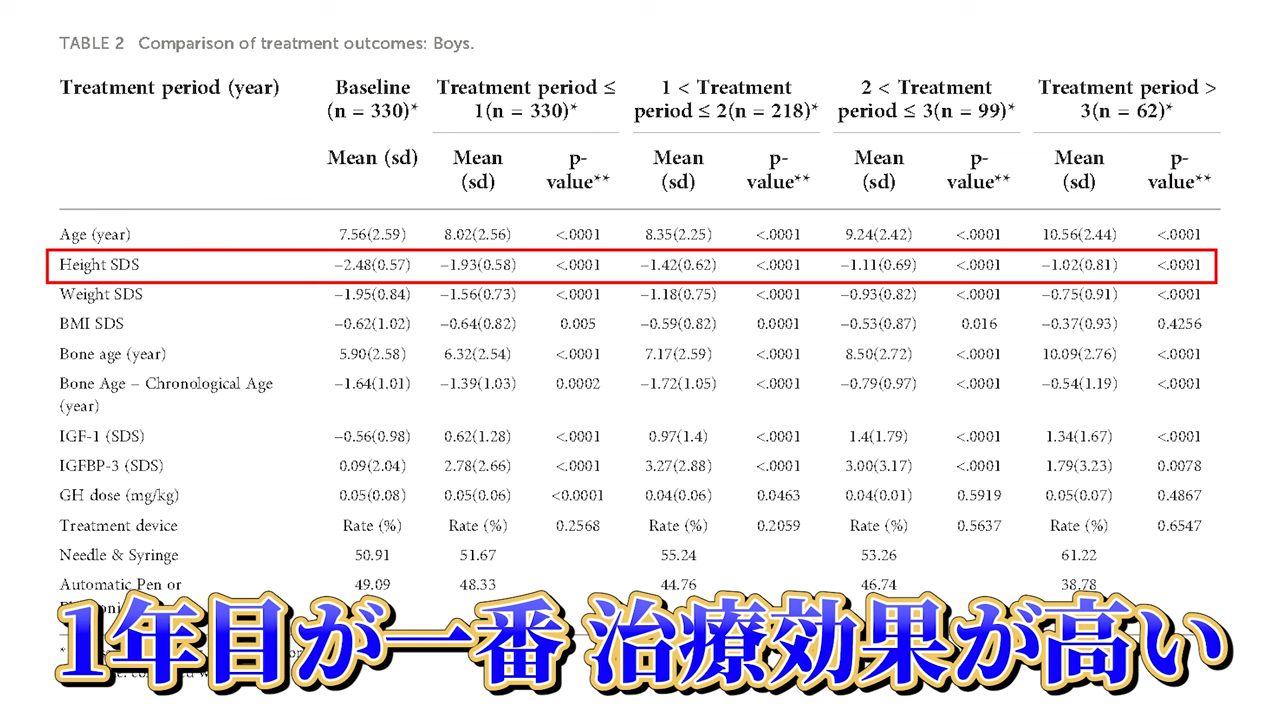 TABLE 2 Comparison of treatment outcomes: Boys.
Treatment period (year) Baseline (n = 330)* Treatment period ≤ 1(n = 330)* 1 < Treatment period ≤ 2(n = 218)* 2 < Treatment period ≤ 3(n = 99)* Treatment period > 3(n = 62)*
Mean (sd) Mean (sd) p-value** Mean (sd) p-value** Mean (sd) p-value** Mean (sd) p-value**
Age (year) 7.56(2.59) 8.02(2.56) <.0001 8.35(2.25) <.0001 9.24(2.42) <.0001 10.56(2.44) <.0001
Height SDS −2.48(0.57) −1.93(0.58) <.0001 −1.42(0.62) <.0001 −1.11(0.69) <.0001 −1.02(0.81) <.0001
Weight SDS −1.95(0.84) −1.56(0.73) <.0001 −1.18(0.75) <.0001 −0.93(0.82) <.0001 −0.75(0.91) <.0001
BMI SDS −0.62(1.02) −0.64(0.82) 0.005 −0.59(0.82) 0.0001 −0.53(0.87) 0.016 −0.37(0.93) 0.4256
Bone age (year) 5.90(2.58) 6.32(2.54) <.0001 7.17(2.59) <.0001 8.50(2.72) <.0001 10.09(2.76) <.0001
Bone Age – Chronological Age (year) −1.64(1.01) −1.39(1.03) 0.0002 −1.72(1.05) <.0001 −0.79(0.97) <.0001 −0.54(1.19) <.0001
IGF-1 (SDS) −0.56(0.98) 0.62(1.28) <.0001 0.97(1.4) <.0001 1.4(1.79) <.0001 1.34(1.67) <.0001
IGFBP-3 (SDS) 0.09(2.04) 2.78(2.66) <.0001 3.27(2.88) <.0001 3.00(3.17) <.0001 1.79(3.23) 0.0078
GH dose (mg/kg) 0.05(0.08) 0.05(0.06) <0.0001 0.04(0.06) 0.0463 0.04(0.01) 0.5919 0.05(0.07) 0.4867
Treatment device Rate (%) Rate (%) 0.2568 Rate (%) 0.2059 Rate (%) 0.5637 Rate (%) 0.6547
Needle & Syringe 50.91 51.67 55.24 53.26 61.22
Automatic Pen or 49.09 48.33 44.76 46.74 38.78
1年目が一番 治療効果が高い